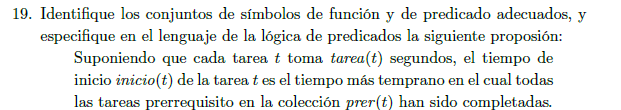 19. Identifique los conjuntos de símbolos de función y de predicado adecuados, y
especifique en el lenguaje de la lógica de predicados la siguiente proposión:
Suponiendo que cada tarea t toma tarea(t) segundos, el tiempo de
inicio inicio(t) de la tarea t es el tiempo más temprano en el cual todas
las tareas prerrequisito en la colección prer(t) han sido completadas.